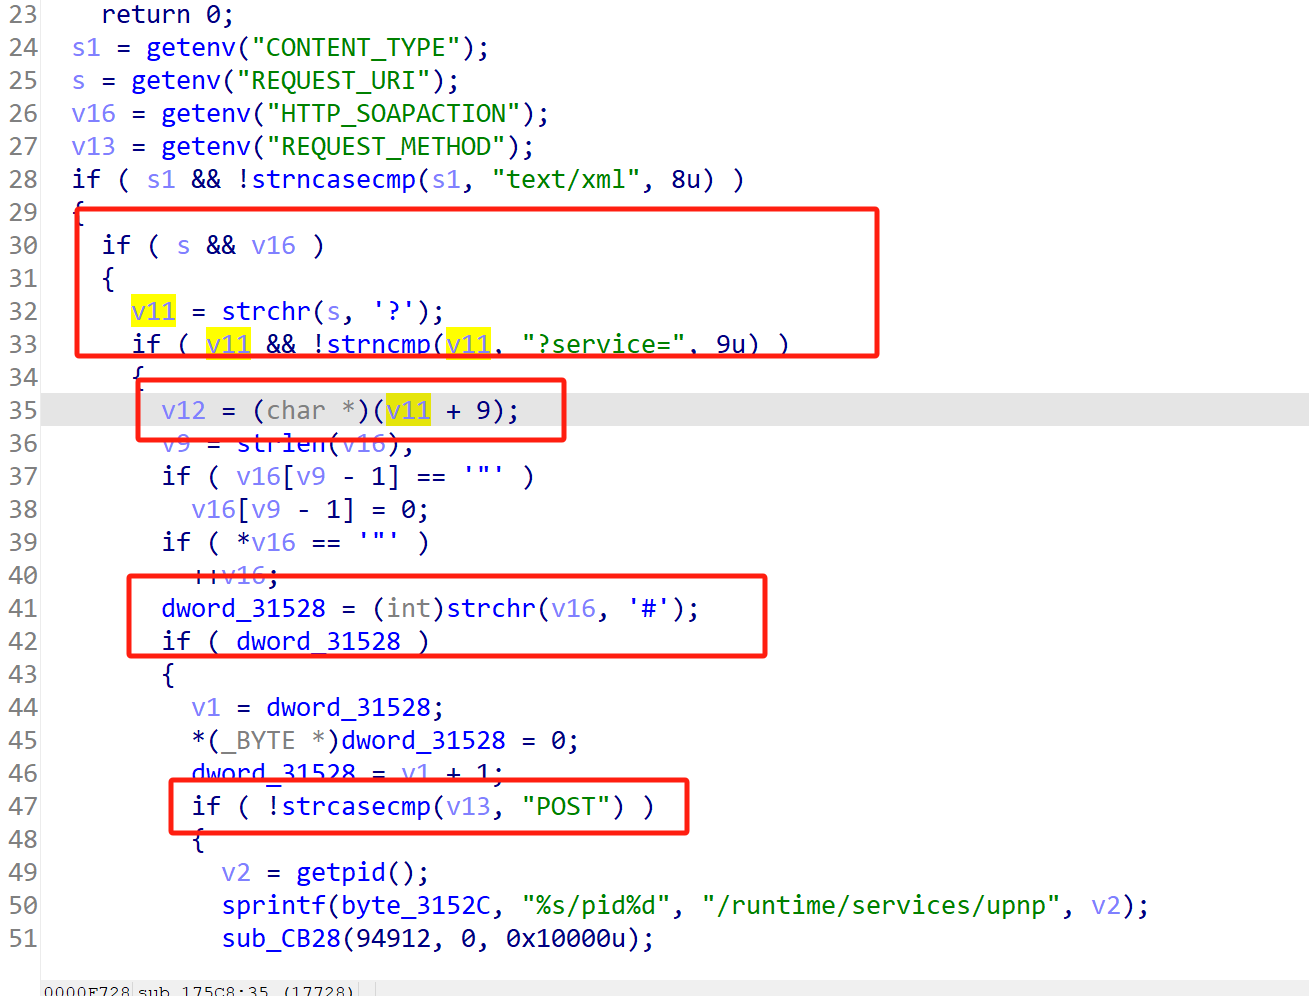 23 return 0;
24 s1 = getenv("CONTENT_TYPE");
25 s = getenv("REQUEST_URI");
26 v16 = getenv("HTTP_SOAPACTION");
27 v13 = getenv("REQUEST_METHOD");
28 if ( s1 && !strncasecmp(s1, "text/xml", 8u) )
29 {
30 if ( s && v16 )
31 {
32 v11 = strchr(s, '?');
33 if ( v11 && !strncmp(v11, "?service=", 9u) )
34 {
35 v12 = (char *)(v11 + 9);
36 v9 = strlen(v16);
37 if ( v16[v9 - 1] == '"' )
38 v16[v9 - 1] = 0;
39 if ( *v16 == '"' )
40 ++v16;
41 dword_31528 = (int)strchr(v16, '#');
42 if ( dword_31528 )
43 {
44 v1 = dword_31528;
45 *(_BYTE *)dword_31528 = 0;
46 dword_31528 = v1 + 1;
47 if ( !strcasecmp(v13, "POST") )
48 {
49 v2 = getpid();
50 sprintf(byte_3152C, "%s/pid%d", "/runtime/services/upnp", v2);
51 sub_CB28(94912, 0, 0x10000u);
0000F728 sub_175C8:35 (17728)